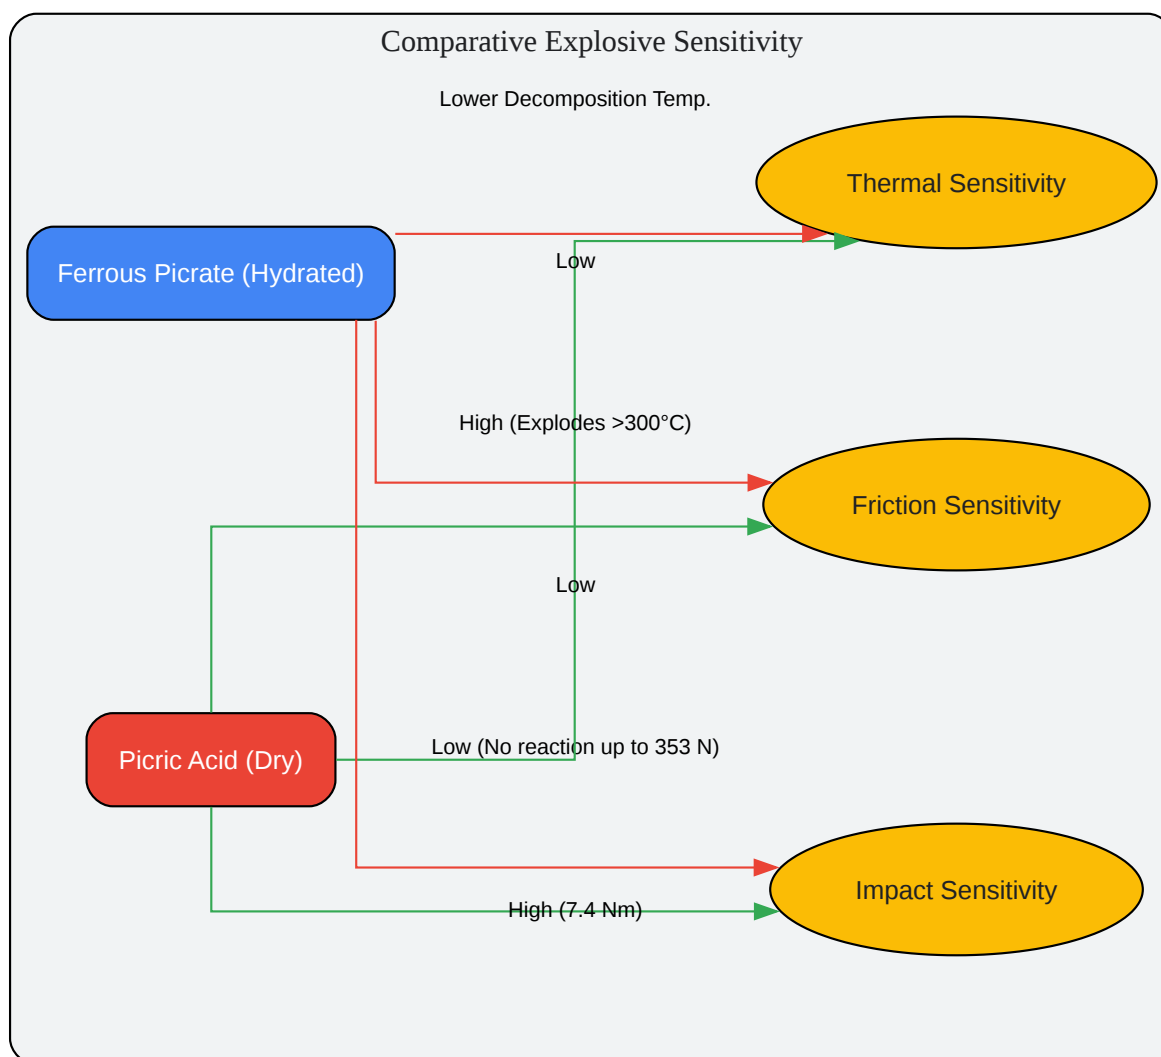 Comparative Explosive Sensitivity
Lower Decomposition Temp.
Thermal Sensitivity
Ferrous Picrate (Hydrated)
Low
High (Explodes >300°C)
Friction Sensitivity
Low
Picric Acid (Dry)
Low (No reaction up to 353 N)
Impact Sensitivity
High (7.4 Nm)